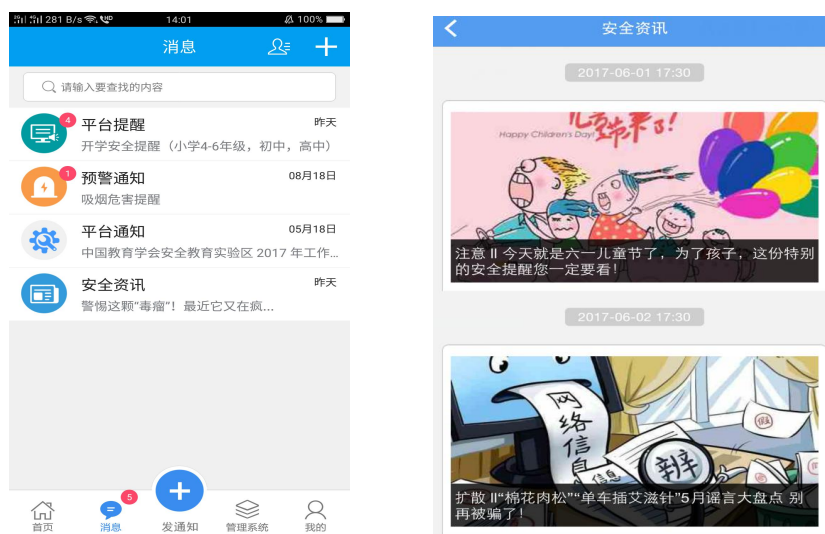 281 B/s
14:01
100%
消息
请输入要查找的内容
4
平台提醒
昨天
开学安全提醒（小学4-6年级，初中，高中）
1
预警通知
08月18日
吸烟危害提醒
平台通知
05月18日
中国教育学会安全教育实验区 2017 年工作...
安全资讯
昨天
警惕这颗"毒瘤"！最近它又在疯...
5
首页
消息
发通知
管理系统
我的
安全资讯
2017-06-01 17:30
儿童节来了!
Happy Children's Day!
注意 II 今天就是六一儿童节了，为了孩子，这份特别
的安全提醒您一定要看！
2017-06-02 17:30
网络信息
信息
辨
假
扩散 II"棉花肉松""单车插艾滋针"5月谣言大盘点 别
再被骗了！